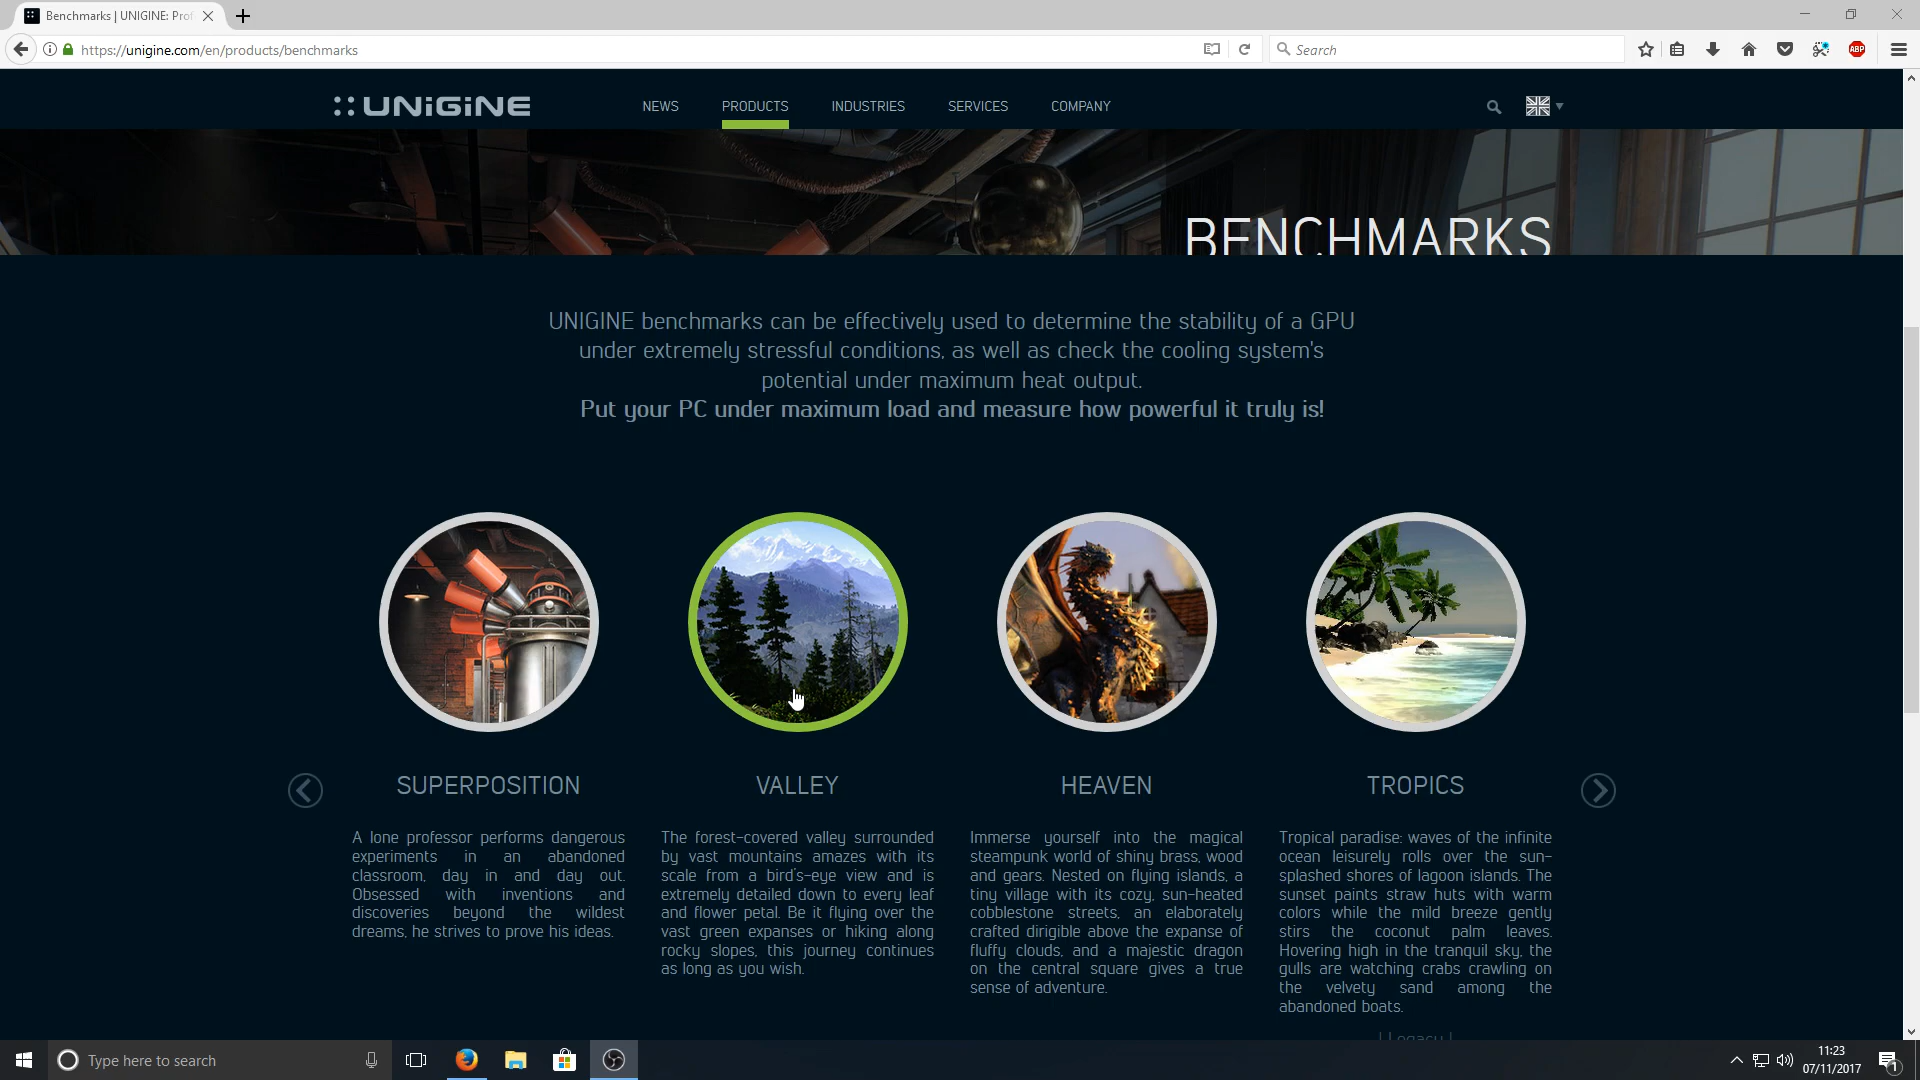 Benchmarks | UNIGINE: Prof
https://unigine.com/en/products/benchmarks
Search
ABP
UNiGiNE
NEWS
PRODUCTS
INDUSTRIES
SERVICES
COMPANY
BENCHMARKS
UNIGINE benchmarks can be effectively used to determine the stability of a GPU
under extremely stressful conditions, as well as check the cooling system's
potential under maximum heat output.
Put your PC under maximum load and measure how powerful it truly is!
SUPERPOSITION
A lone professor performs dangerous
experiments in an abandoned
classroom, day in and day out.
Obsessed with inventions and
discoveries beyond the wildest
dreams, he strives to prove his ideas.
VALLEY
The forest-covered valley surrounded
by vast mountains amazes with its
scale from a bird's-eye view and is
extremely detailed down to every leaf
and flower petal. Be it flying over the
vast green expanses or hiking along
rocky slopes, this journey continues
as long as you wish.
HEAVEN
Immerse yourself into the magical
steampunk world of shiny brass, wood
and gears. Nested on flying islands, a
tiny village with its cozy, sun-heated
cobblestone streets, an elaborately
crafted dirigible above the expanse of
fluffy clouds, and a majestic dragon
on the central square gives a true
sense of adventure.
TROPICS
Tropical paradise: waves of the infinite
ocean leisurely rolls over the sun-
splashed shores of lagoon islands. The
sunset paints straw huts with warm
colors while the mild breeze gently
stirs the coconut palm leaves.
Hovering high in the tranquil sky, the
gulls are watching crabs crawling on
the velvety sand among the
abandoned boats.
| Legacy |
Type here to search
11:23
07/11/2017
1